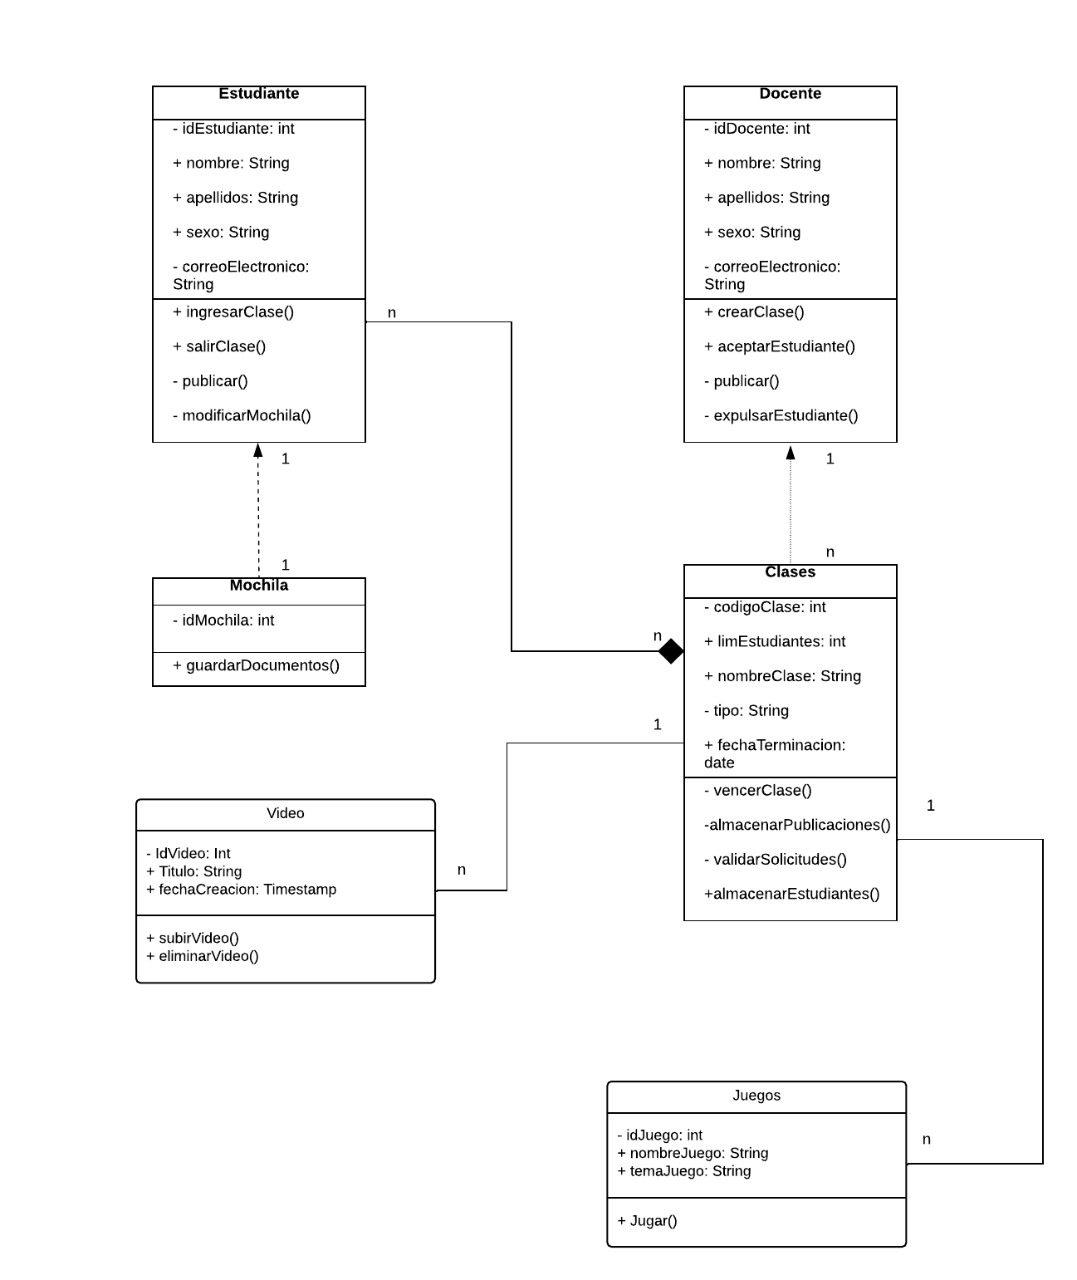 Estudiante
- idEstudiante: int
+ nombre: String
+ apellidos: String
+ sexo: String
- correoElectronico:
String
+ ingresarClase()
+ salirClase()
- publicar()
- modificarMochila()
Docente
- idDocente: int
+ nombre: String
+ apellidos: String
+ sexo: String
- correoElectronico:
String
+ crearClase()
+ aceptarEstudiante()
- publicar()
- expulsarEstudiante()
n
1
1
1
n
Mochila
- idMochila: int
+ guardarDocumentos()
Clases
- codigoClase: int
+ limEstudiantes: int
+ nombreClase: String
- tipo: String
+ fechaTerminacion:
date
- vencerClase()
-almacenarPublicaciones()
- validarSolicitudes()
+almacenarEstudiantes()
n
1
1
Video
- IdVideo: Int
+ Titulo: String
+ fechaCreacion: Timestamp
+ subirVideo()
+ eliminarVideo()
n
Juegos
- idJuego: int
+ nombreJuego: String
+ temaJuego: String
+ Jugar()
n